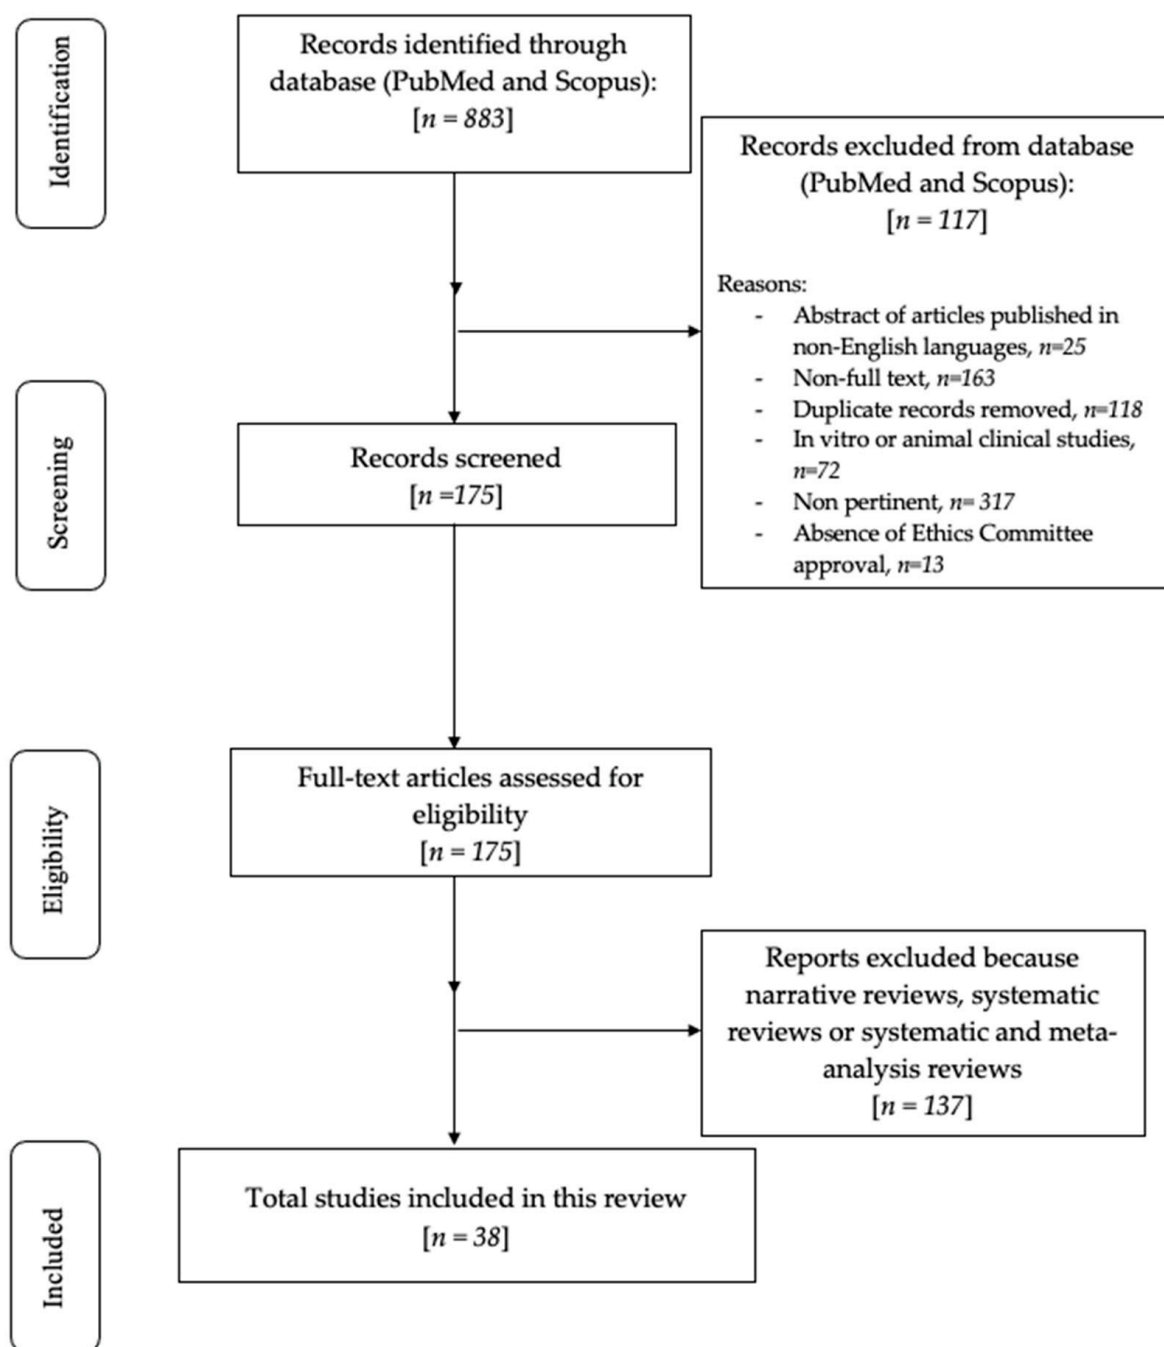 Identification
Records identified through
database (PubMed and Scopus):
[n = 883]
Records excluded from database
(PubMed and Scopus):
[n = 117]
Reasons:
- Abstract of articles published in
non-English languages, n=25
- Non-full text, n=163
- Duplicate records removed, n=118
- In vitro or animal clinical studies,
n=72
- Non pertinent, n= 317
- Absence of Ethics Committee
approval, n=13
Screening
Records screened
[n =175]
Eligibility
Full-text articles assessed for
eligibility
[n = 175]
Reports excluded because
narrative reviews, systematic
reviews or systematic and meta-
analysis reviews
[n = 137]
Included
Total studies included in this review
[n = 38]